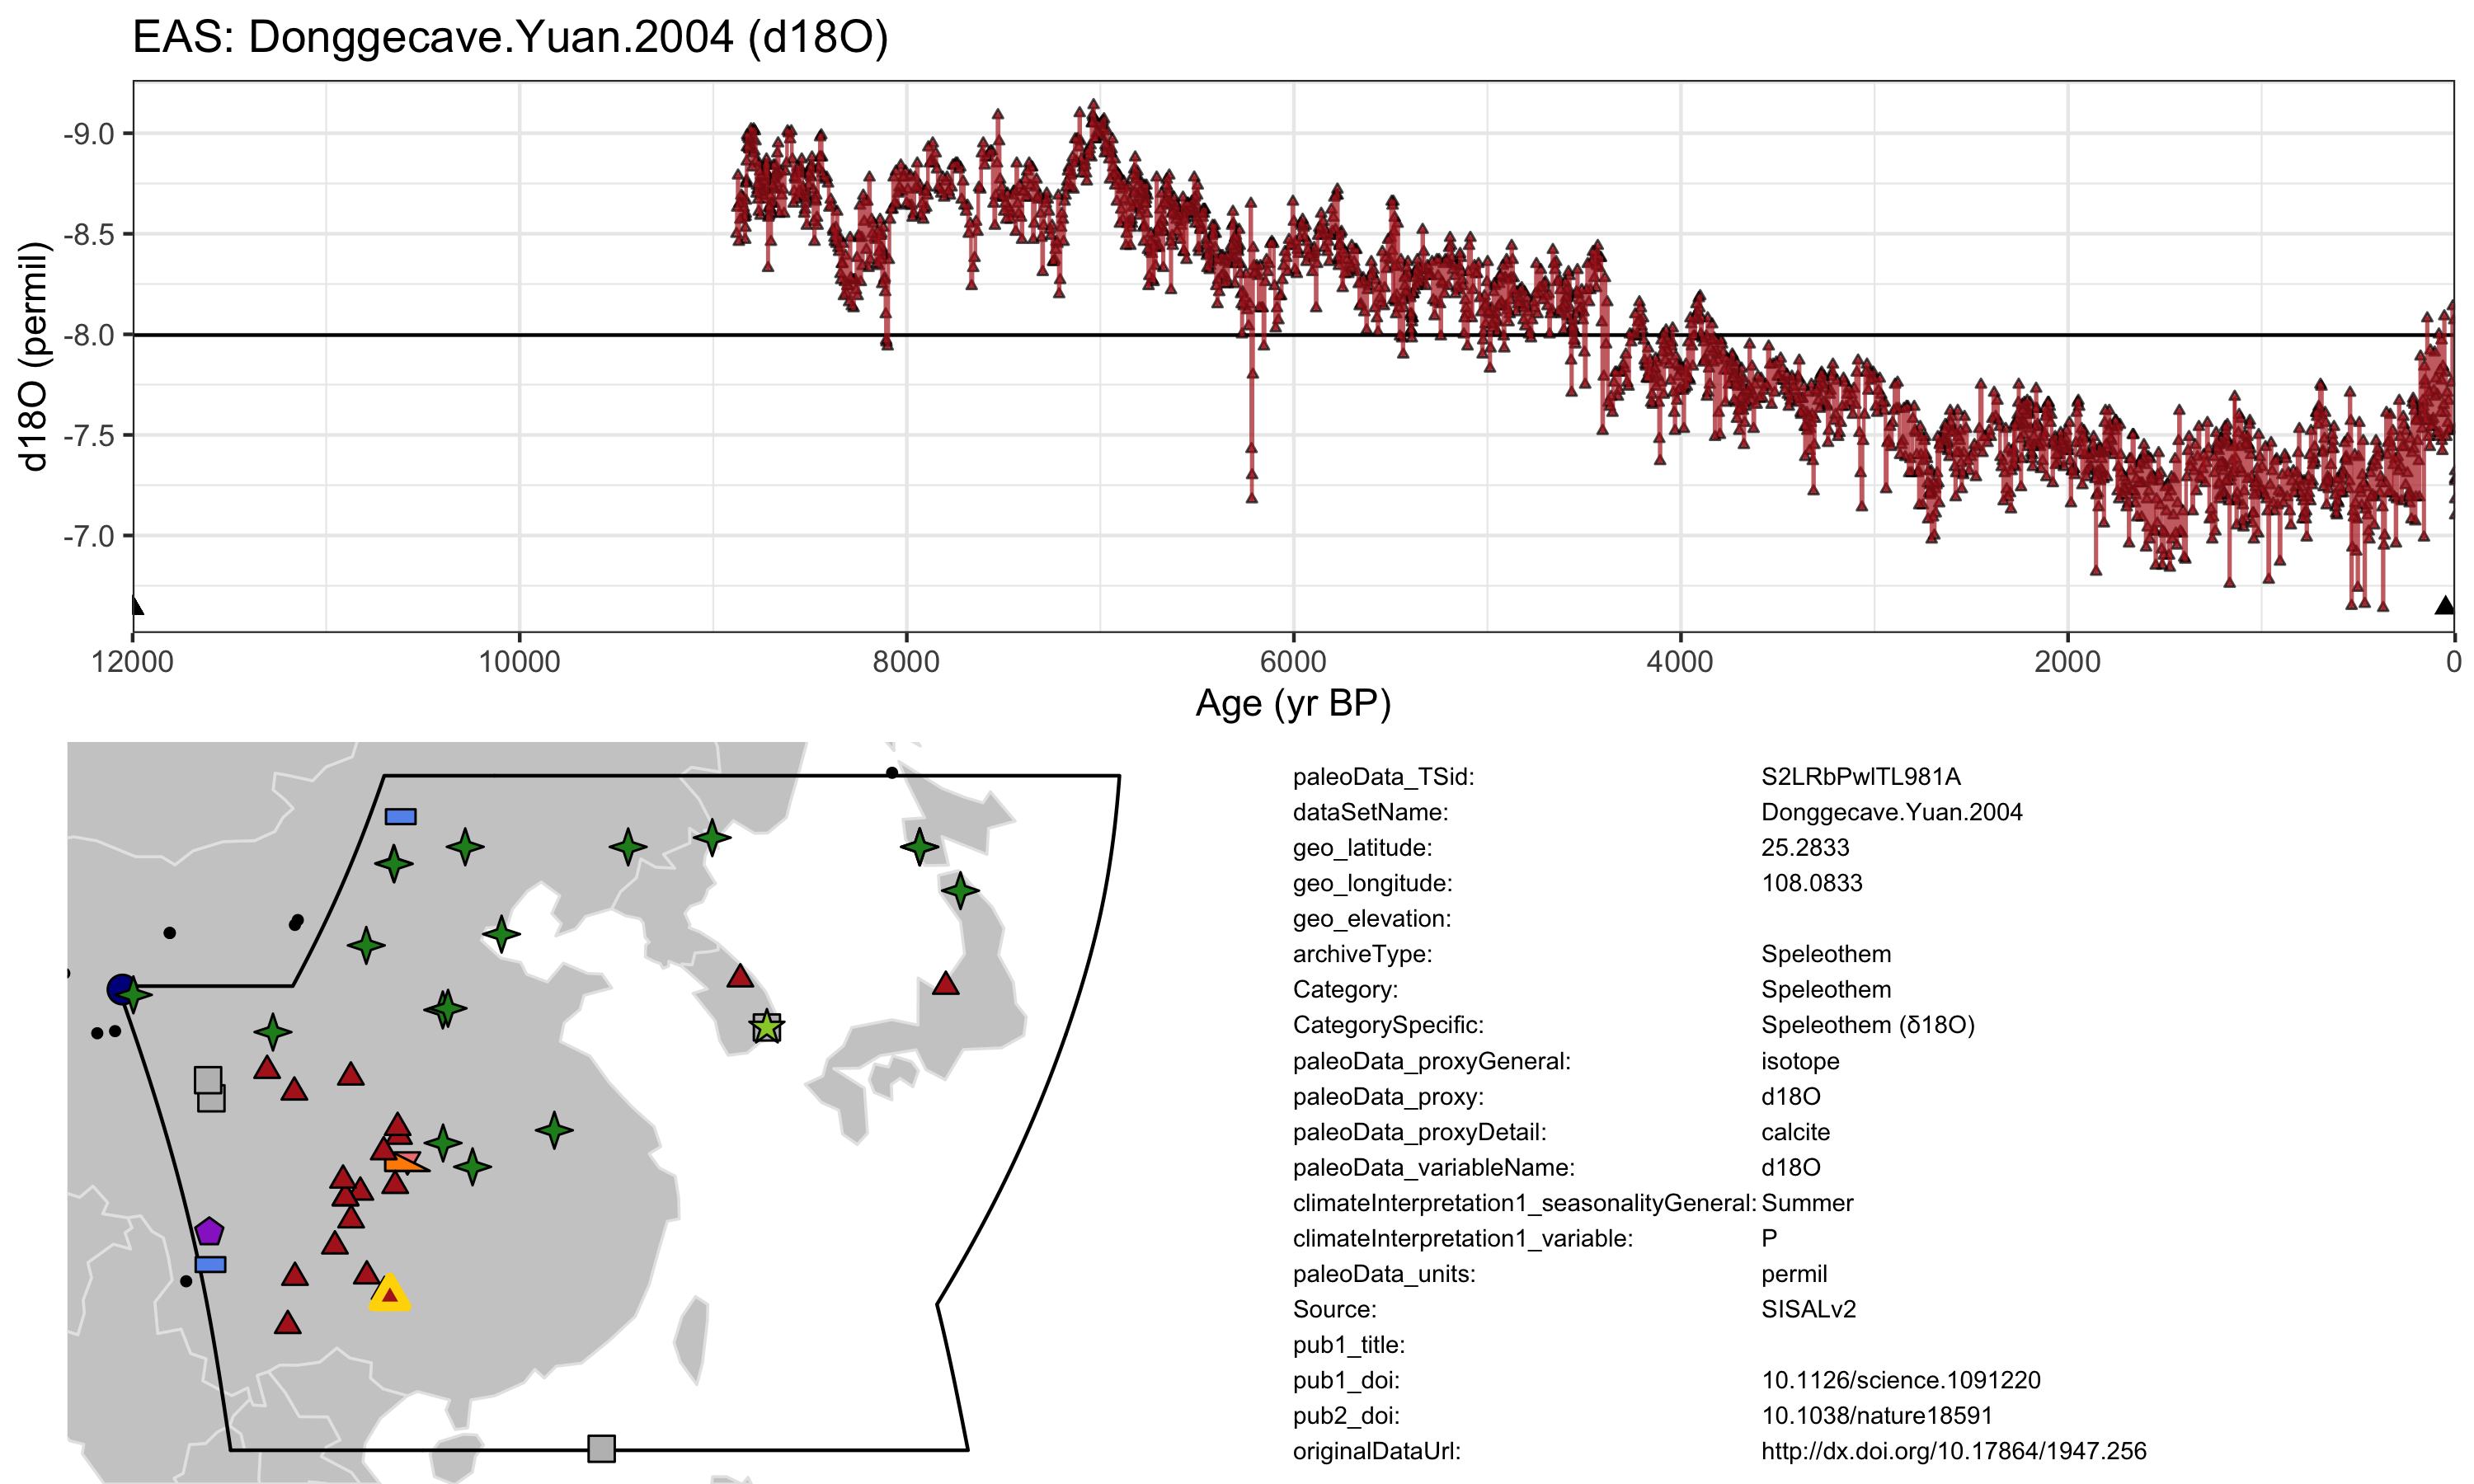 EAS: Donggecave.Yuan.2004 (d18O)
d18O (permil)
-9.0
-8.5
-8.0
-7.5
-7.0
12000 10000 8000 6000 4000 2000 0
Age (yr BP)
paleoData_TSid: S2LRbPwlTL981A
dataSetName: Donggecave.Yuan.2004
geo_latitude: 25.2833
geo_longitude: 108.0833
geo_elevation:
archiveType: Speleothem
Category: Speleothem
CategorySpecific: Speleothem (δ18O)
paleoData_proxyGeneral: isotope
paleoData_proxy: d18O
paleoData_proxyDetail: calcite
paleoData_variableName: d18O
climateInterpretation1_seasonalityGeneral: Summer
climateInterpretation1_variable: P
paleoData_units: permil
Source: SISALv2
pub1_title:
pub1_doi: 10.1126/science.1091220
pub2_doi: 10.1038/nature18591
originalDataUrl: http://dx.doi.org/10.17864/1947.256